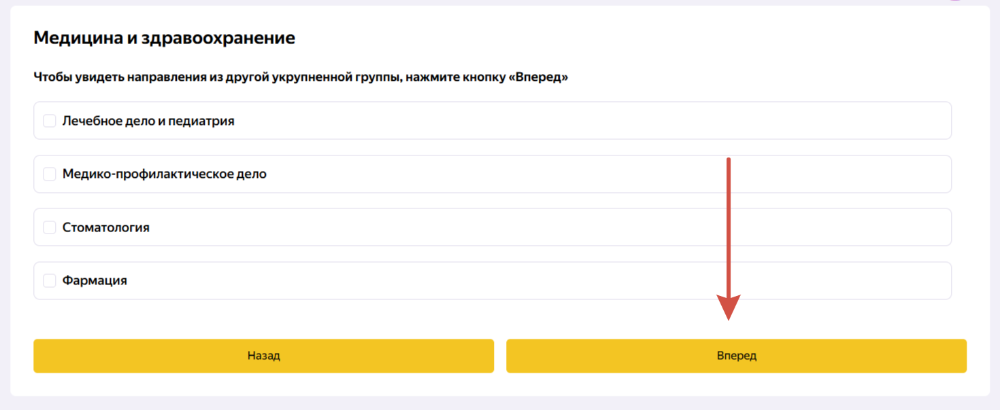 Медицина и здравоохранение
Чтобы увидеть направления из другой укрупненной группы, нажмите кнопку «Вперед»
Лечебное дело и педиатрия
Медико-профилактическое дело
Стоматология
Фармация
Назад
Вперед